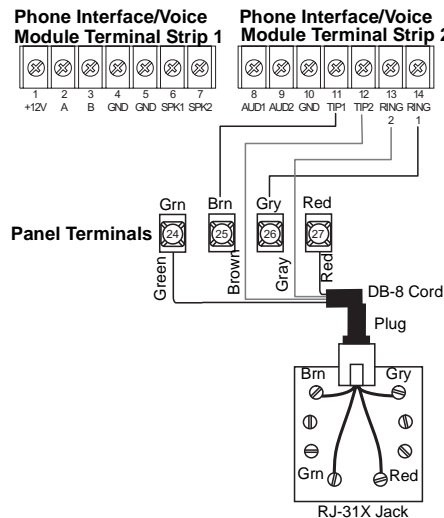 Phone Interface/Voice
Module Terminal Strip 1
Phone Interface/Voice
Module Terminal Strip 2
1 2 3 4 5 6 7
+12V A B GND GND SPK1 SPK2
8 9 10 11 12 13 14
AUD1 AUD2 GND TIP1 TIP2 RING 2 RING 1
Grn Brn Gry Red
Panel Terminals
24 25 26 27
Green Brown Gray Red
DB-8 Cord
Plug
Brn Gry
Grn Red
RJ-31X Jack